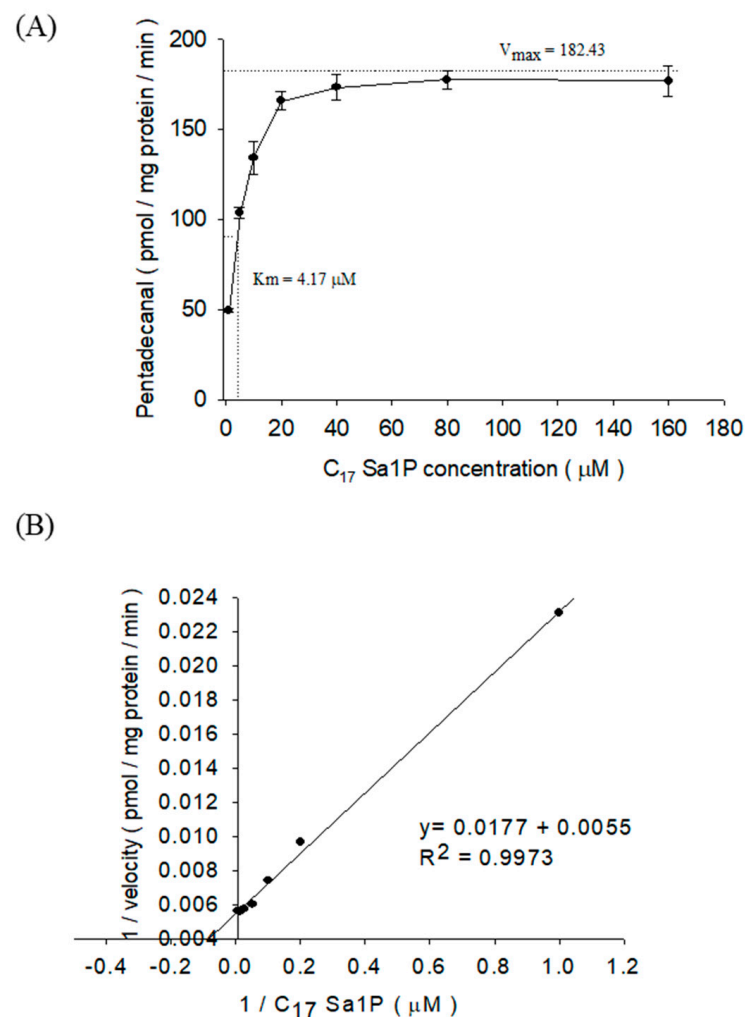 (A)
200
150
100
50
0
Pentadecanal ( pmol / mg protein / min )
Vmax = 182.43
Km = 4.17 μM
0 20 40 60 80 100 120 140 160 180
C17 Sa1P concentration ( μM )
(B)
0.024
0.022
0.020
0.018
0.016
0.014
0.012
0.010
0.008
0.006
0.004
1 / velocity ( pmol / mg protein / min )
y= 0.0177 + 0.0055
R2 = 0.9973
-0.4 -0.2 0.0 0.2 0.4 0.6 0.8 1.0 1.2
1 / C17 Sa1P ( μM )